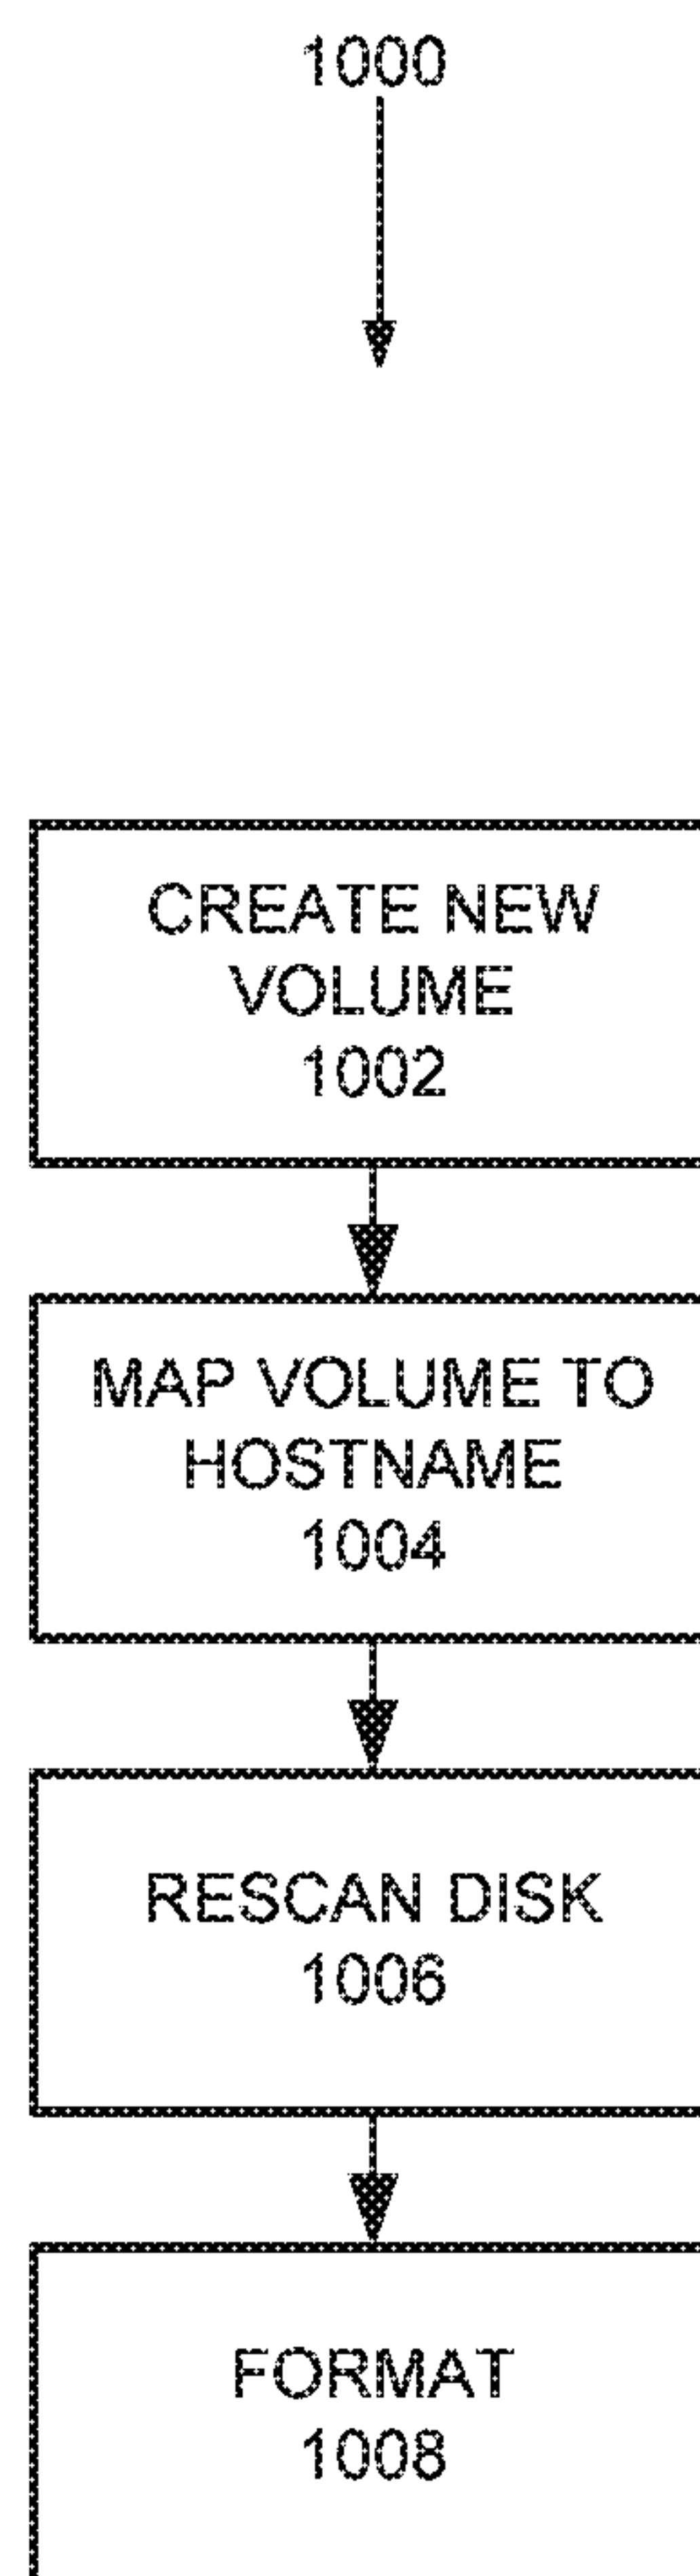 1000
CREATE NEW
VOLUME
1002
MAP VOLUME TO
HOSTNAME
1004
RESCAN DISK
1006
FORMAT
1008